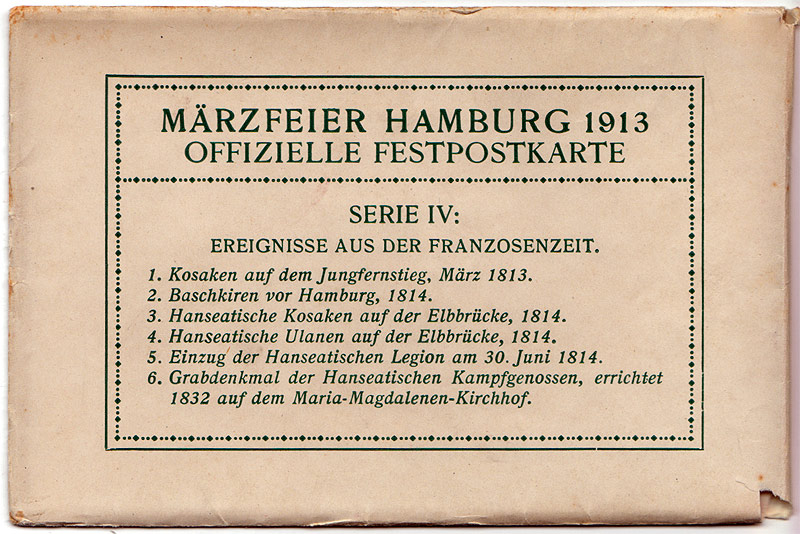 MÄRZFEIER HAMBURG 1913
OFFIZIELLE FESTPOSTKARTE
SERIE IV:
EREIGNISSE AUS DER FRANZOSENZEIT.
1. Kosaken auf dem Jungfernstieg, März 1813.
2. Baschkiren vor Hamburg, 1814.
3. Hanseatische Kosaken auf der Elbbrücke, 1814.
4. Hanseatische Ulanen auf der Elbbrücke, 1814.
5. Einzug der Hanseatischen Legion am 30. Juni 1814.
6. Grabdenkmal der Hanseatischen Kampfgenossen, errichtet
1832 auf dem Maria-Magdalenen-Kirchhof.